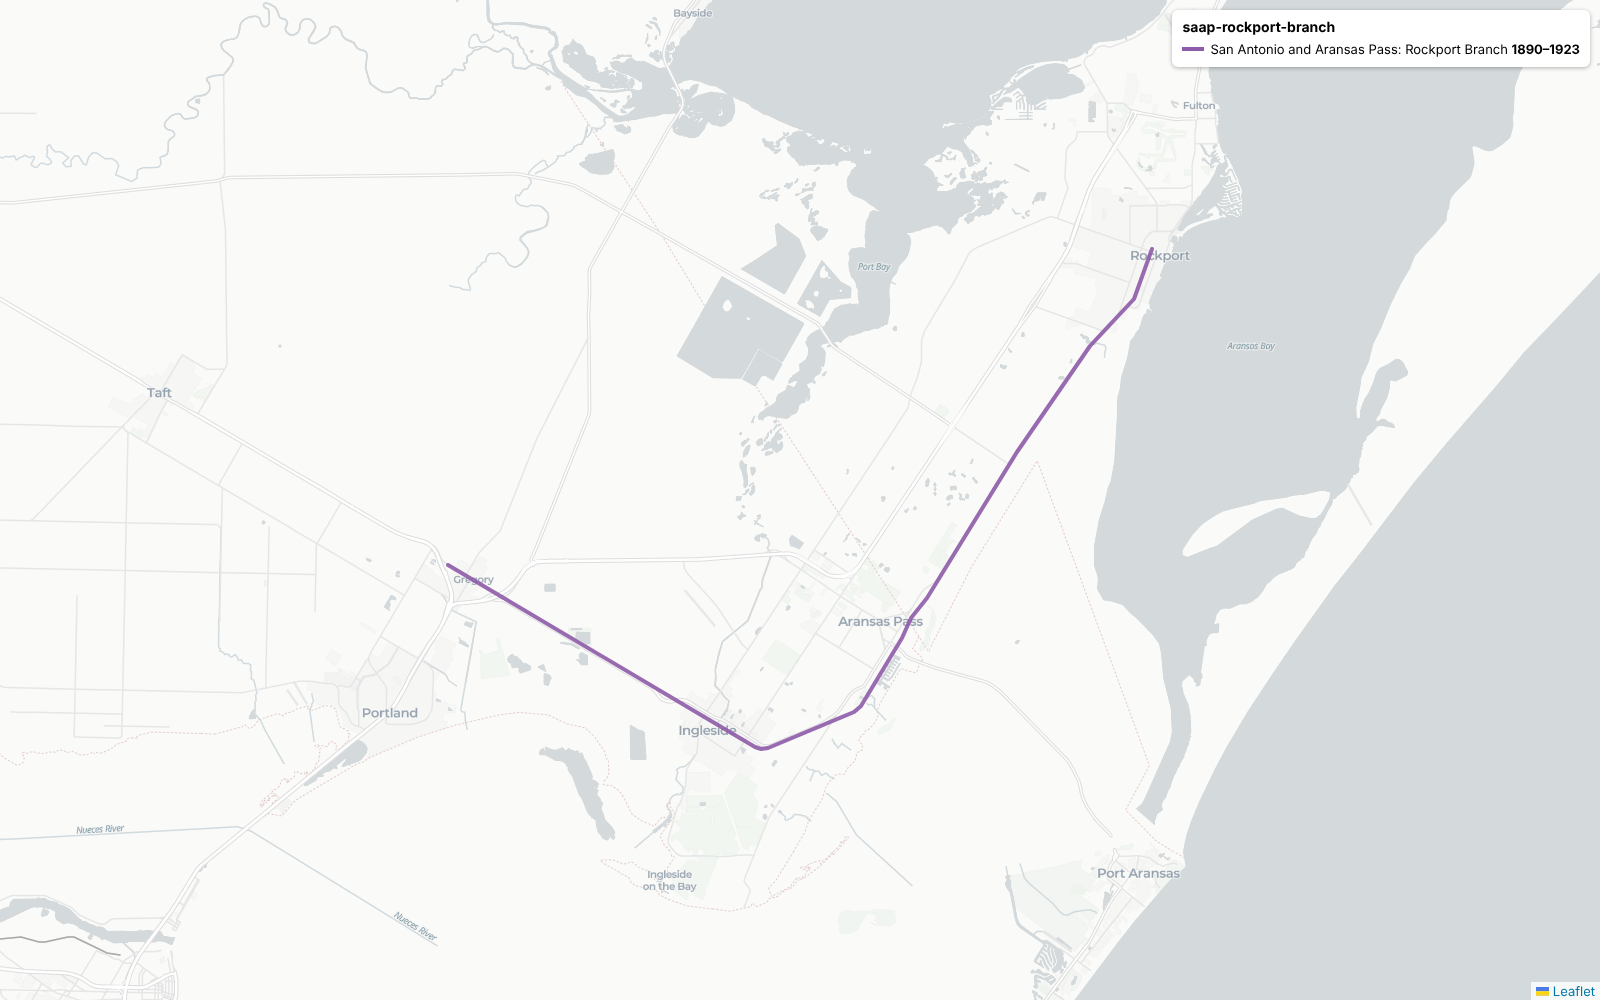 saap-rockport-branch
San Antonio and Aransas Pass: Rockport Branch 1890–1923
Bayside
Fulton
Rockport
Port Bay
Aransas Bay
Taft
Gregory
Aransas Pass
Portland
Ingleside
Nueces River
Port Aransas
Ingleside
on the Bay
Nueces River
Leaflet